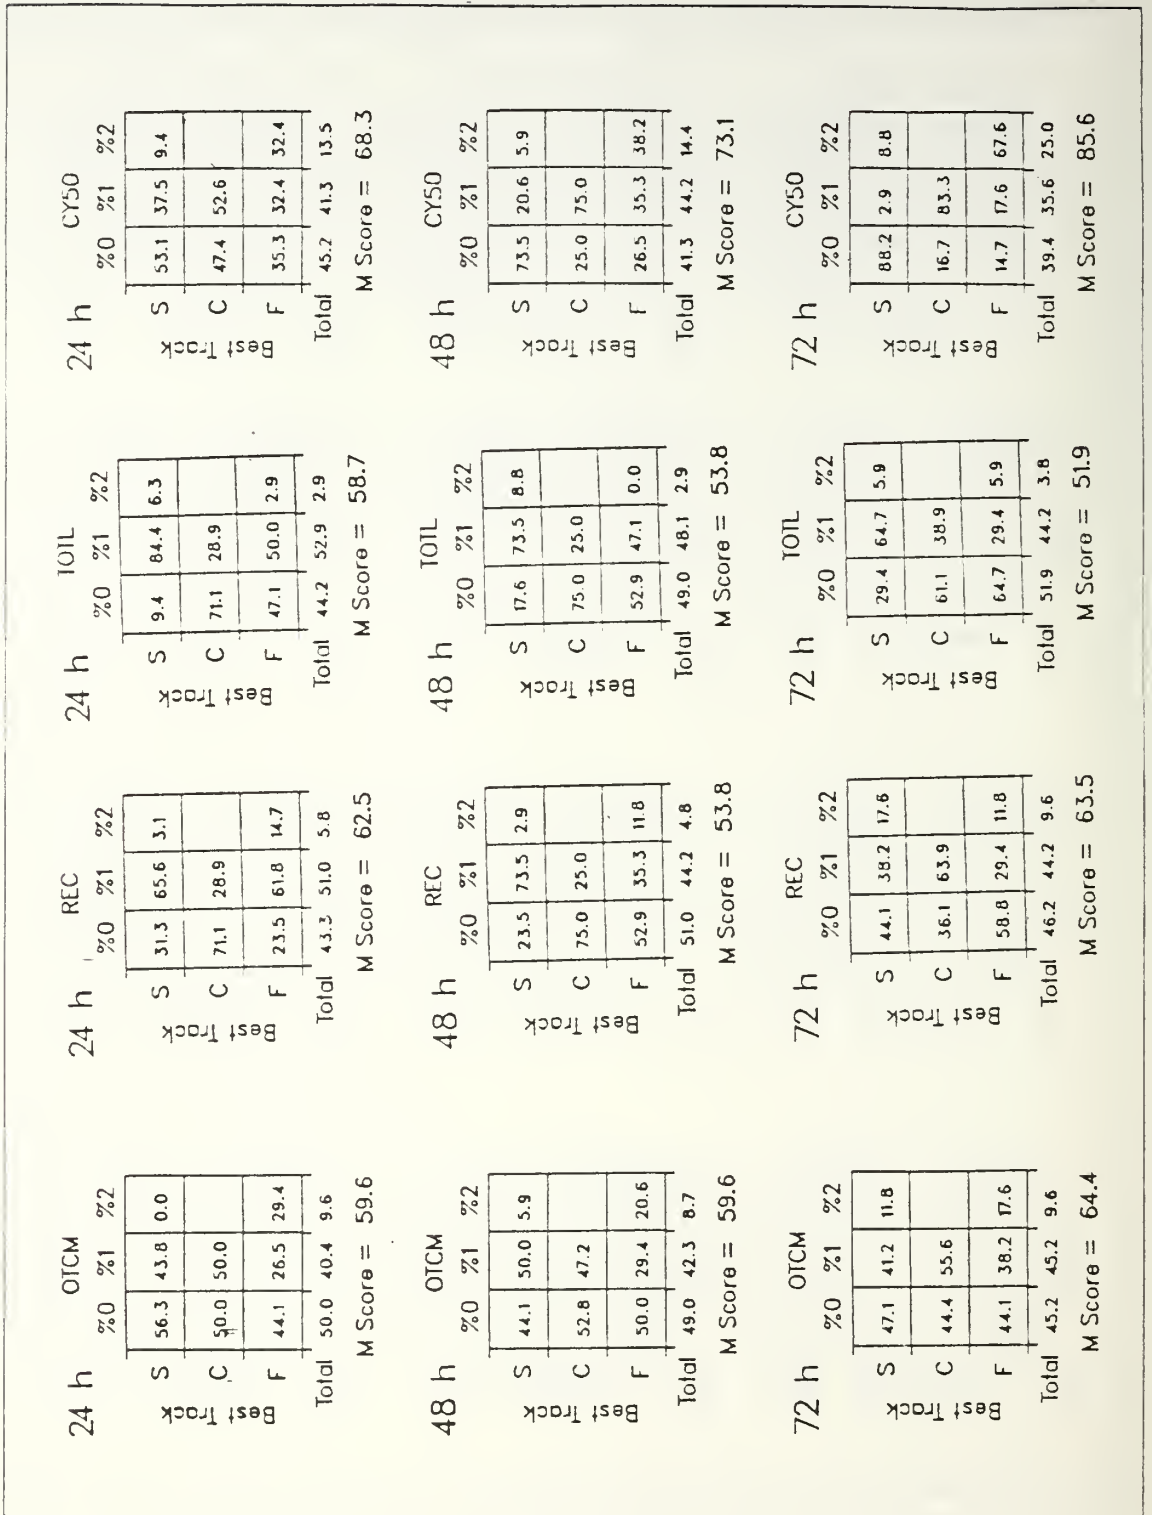 24 h OTCM
%0 %1 %2
S 56.3 43.8 0.0
C 50.0 50.0
F 44.1 26.5 29.4
Best Track
Total 50.0 40.4 9.6
M Score = 59.6
24 h REC
%0 %1 %2
S 31.3 65.6 3.1
C 71.1 28.9
F 23.5 61.8 14.7
Best Track
Total 43.3 51.0 5.8
M Score = 62.5
24 h TOTL
%0 %1 %2
S 9.4 84.4 6.3
C 71.1 28.9
F 47.1 50.0 2.9
Best Track
Total 44.2 52.9 2.9
M Score = 58.7
24 h CY50
%0 %1 %2
S 53.1 37.5 9.4
C 47.4 52.6
F 35.3 32.4 32.4
Best Track
Total 45.2 41.3 13.5
M Score = 68.3
48 h OTCM
%0 %1 %2
S 44.1 50.0 5.9
C 52.8 47.2
F 50.0 29.4 20.6
Best Track
Total 49.0 42.3 8.7
M Score = 59.6
48 h REC
%0 %1 %2
S 23.5 73.5 2.9
C 75.0 25.0
F 52.9 35.3 11.8
Best Track
Total 51.0 44.2 4.8
M Score = 53.8
48 h TOTL
%0 %1 %2
S 17.6 73.5 8.8
C 75.0 25.0
F 52.9 47.1 0.0
Best Track
Total 49.0 48.1 2.9
M Score = 53.8
48 h CY50
%0 %1 %2
S 73.5 20.6 5.9
C 25.0 75.0
F 26.5 35.3 38.2
Best Track
Total 41.3 44.2 14.4
M Score = 73.1
72 h OTCM
%0 %1 %2
S 47.1 41.2 11.8
C 44.4 55.6
F 44.1 38.2 17.6
Best Track
Total 45.2 45.2 9.6
M Score = 64.4
72 h REC
%0 %1 %2
S 44.1 38.2 17.6
C 36.1 63.9
F 58.8 29.4 11.8
Best Track
Total 46.2 44.2 9.6
M Score = 63.5
72 h TOTL
%0 %1 %2
S 29.4 64.7 5.9
C 61.1 38.9
F 64.7 29.4 5.9
Best Track
Total 51.9 44.2 3.8
M Score = 51.9
72 h CY50
%0 %1 %2
S 88.2 2.9 8.8
C 16.7 83.3
F 14.7 17.6 67.6
Best Track
Total 39.4 35.6 25.0
M Score = 85.6